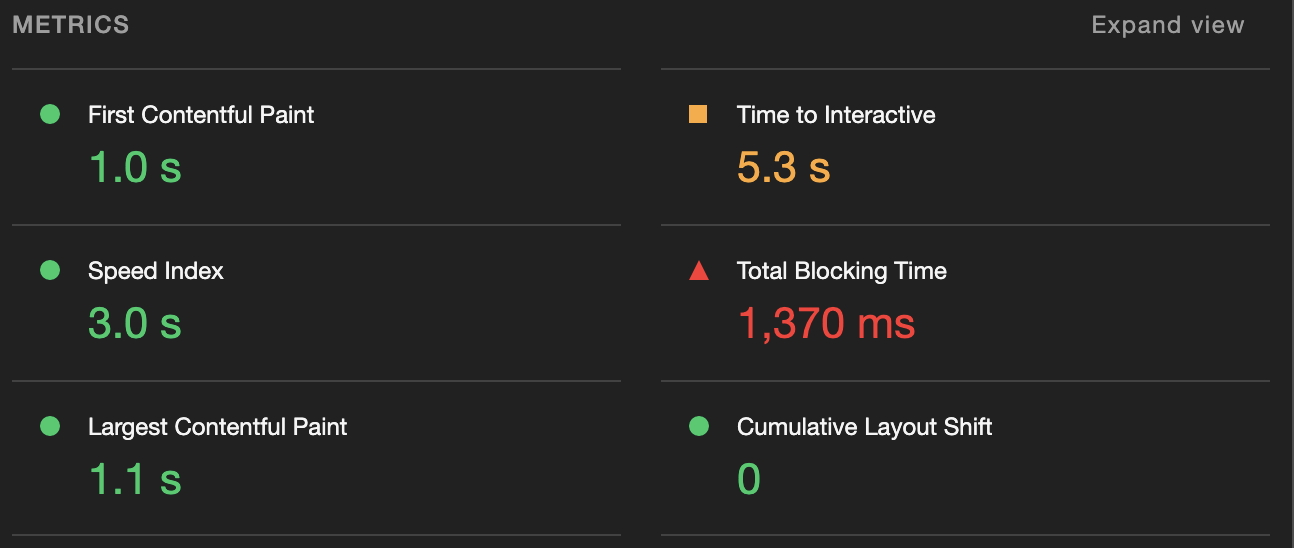 METRICS
Expand view
First Contentful Paint
1.0 s
Time to Interactive
5.3 s
Speed Index
3.0 s
Total Blocking Time
1,370 ms
Largest Contentful Paint
1.1 s
Cumulative Layout Shift
0